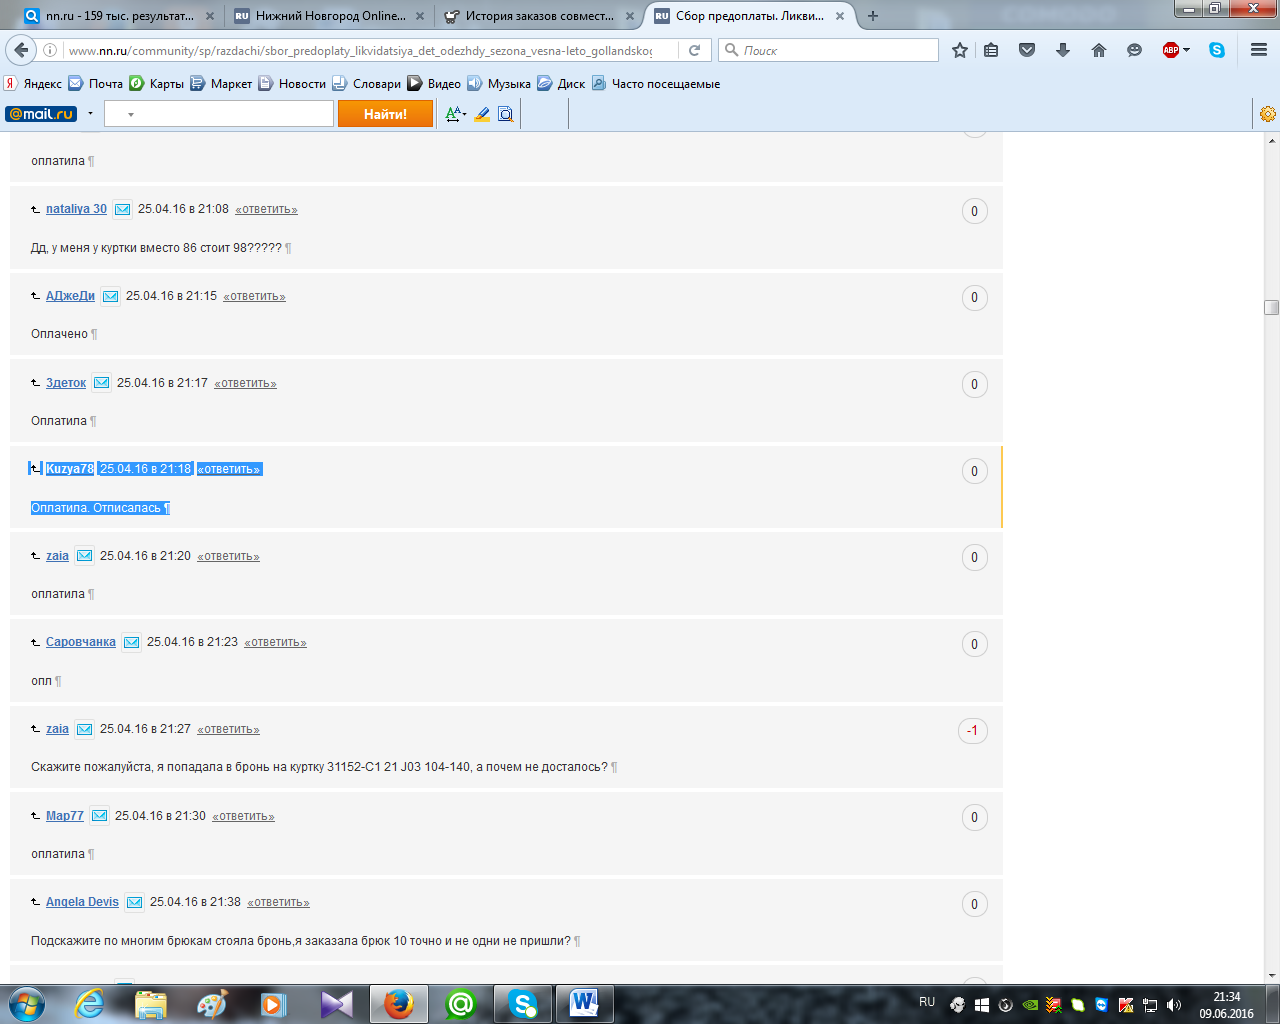 nn.ru - 159 тыс. результат...
Нижний Новгород Online...
История заказов совмест...
Сбор предоплаты. Ликви...
www.nn.ru/community/sp/razdachi/sbor_predoplaty_likvidatsiya_det_odezhdy_sezona_vesna-leto_gollandskog
Поиск
Яндекс Почта Карты Маркет Новости Словари Видео Музыка Диск Часто посещаемые
@mail.ru Найти!
оплатила ¶
nataliya 30 25.04.16 в 21:08 «ответить» 0
Дд, у меня у куртки вместо 86 стоит 98????? ¶
АДжеДи 25.04.16 в 21:15 «ответить» 0
Оплачено ¶
3деток 25.04.16 в 21:17 «ответить» 0
Оплатила ¶
Kuzya78 25.04.16 в 21:18 «ответить» 0
Оплатила. Отписалась ¶
zaia 25.04.16 в 21:20 «ответить» 0
оплатила ¶
Саровчанка 25.04.16 в 21:23 «ответить» 0
опл ¶
zaia 25.04.16 в 21:27 «ответить» -1
Скажите пожалуйста, я попадала в бронь на куртку 31152-C1 21 J03 104-140, а почем не досталось? ¶
Мар77 25.04.16 в 21:30 «ответить» 0
оплатила ¶
Angela Devis 25.04.16 в 21:38 «ответить» 0
Подскажите по многим брюкам стояла бронь,я заказала брюк 10 точно и не одни не пришли? ¶
RU
21:34
09.06.2016